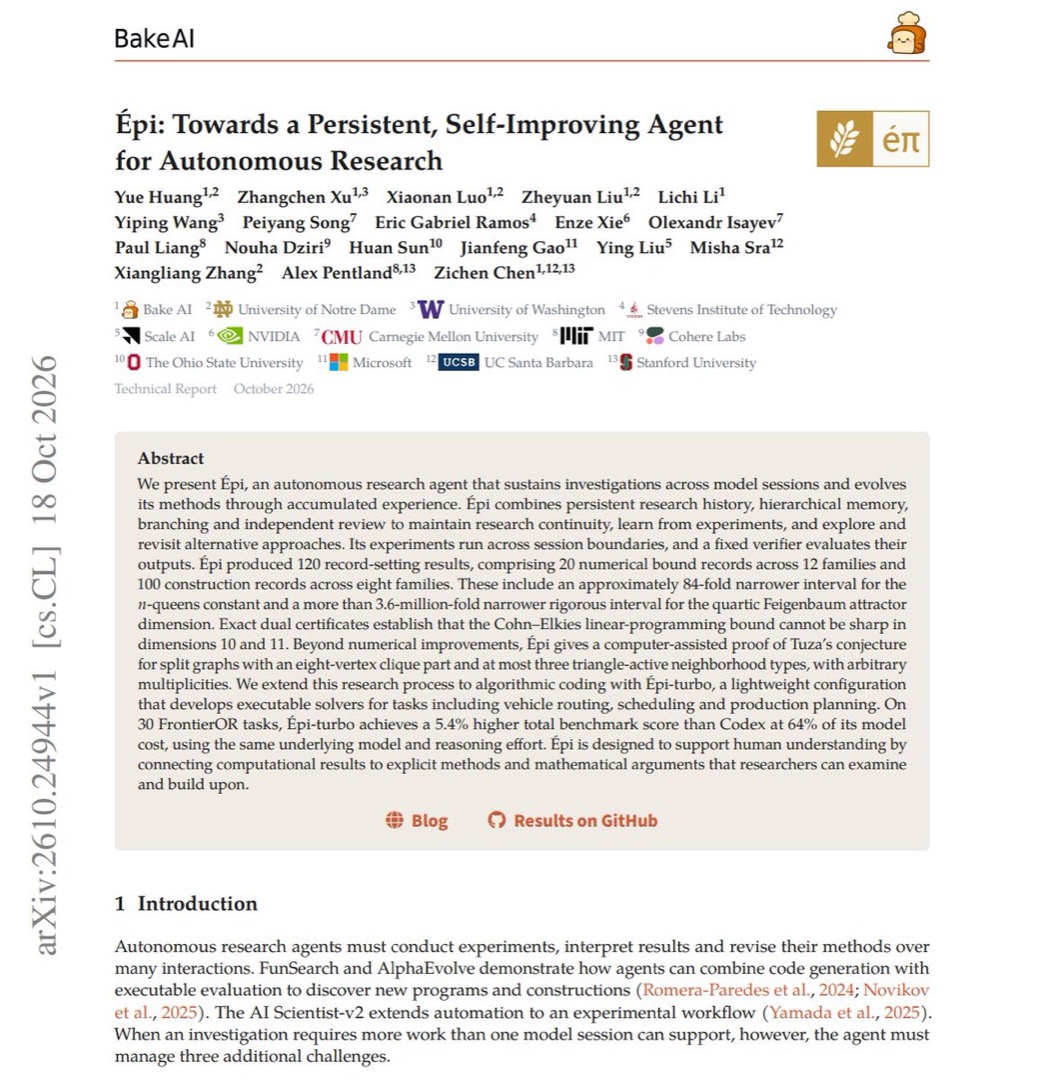 Bake AI
Épi: Towards a Persistent, Self-Improving Agent
for Autonomous Research
éπ
Yue Huang1,2 Zhangchen Xu1,3 Xiaonan Luo1,2 Zheyuan Liu1,2 Lichi Li1
Yiping Wang3 Peiyang Song7 Eric Gabriel Ramos4 Enze Xie6 Olexandr Isayev7
Paul Liang8 Nouha Dziri9 Huan Sun10 Jianfeng Gao11 Ying Liu5 Misha Sra12
Xiangliang Zhang2 Alex Pentland8,13 Zichen Chen1,12,13
1 Bake AI 2 University of Notre Dame 3 W University of Washington 4 Stevens Institute of Technology
5 Scale AI 6 NVIDIA 7 CMU Carnegie Mellon University 8 MIT MIT 9 Cohere Labs
10 The Ohio State University 11 Microsoft 12 UCSB UC Santa Barbara 13 Stanford University
Technical Report October 2026
arXiv:2610.24944v1 [cs.CL] 18 Oct 2026
Abstract
We present Épi, an autonomous research agent that sustains investigations across model sessions and evolves
its methods through accumulated experience. Épi combines persistent research history, hierarchical memory,
branching and independent review to maintain research continuity, learn from experiments, and explore and
revisit alternative approaches. Its experiments run across session boundaries, and a fixed verifier evaluates their
outputs. Épi produced 120 record-setting results, comprising 20 numerical bound records across 12 families and
100 construction records across eight families. These include an approximately 84-fold narrower interval for the
n-queens constant and a more than 3.6-million-fold narrower rigorous interval for the quartic Feigenbaum attractor
dimension. Exact dual certificates establish that the Cohn–Elkies linear-programming bound cannot be sharp in
dimensions 10 and 11. Beyond numerical improvements, Épi gives a computer-assisted proof of Tuza's conjecture
for split graphs with an eight-vertex clique part and at most three triangle-active neighborhood types, with arbitrary
multiplicities. We extend this research process to algorithmic coding with Épi-turbo, a lightweight configuration
that develops executable solvers for tasks including vehicle routing, scheduling and production planning. On
30 FrontierOR tasks, Épi-turbo achieves a 5.4% higher total benchmark score than Codex at 64% of its model
cost, using the same underlying model and reasoning effort. Épi is designed to support human understanding by
connecting computational results to explicit methods and mathematical arguments that researchers can examine
and build upon.
Blog Results on GitHub
1 Introduction
Autonomous research agents must conduct experiments, interpret results and revise their methods over
many interactions. FunSearch and AlphaEvolve demonstrate how agents can combine code generation with
executable evaluation to discover new programs and constructions (Romera-Paredes et al., 2024; Novikov
et al., 2025). The AI Scientist-v2 extends automation to an experimental workflow (Yamada et al., 2025).
When an investigation requires more work than one model session can support, however, the agent must
manage three additional challenges.